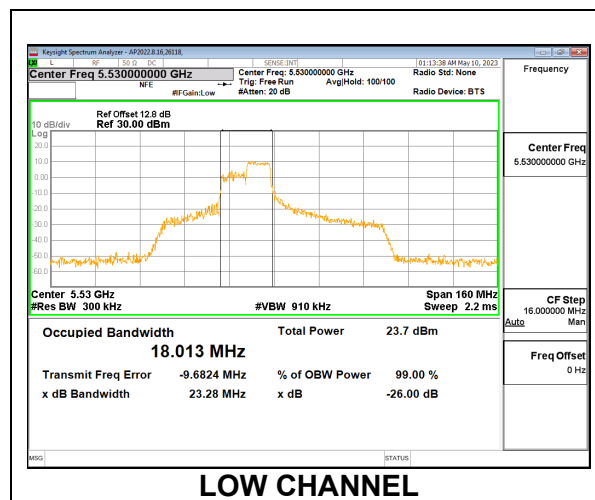 Keysight Spectrum Analyzer - AP2022.8.16,26118,
LXI L RF 50 Ω DC SENSE:INT 01:13:38 AM May 10, 2023
Center Freq 5.530000000 GHz Center Freq: 5.530000000 GHz Radio Std: None Frequency
NFE Trig: Free Run Avg|Hold: 100/100
#IFGain:Low #Atten: 20 dB Radio Device: BTS
Ref Offset 12.8 dB
10 dB/div Ref 30.00 dBm
Log
20.0
10.0
0.00
-10.0
-20.0
-30.0
-40.0
-50.0
-60.0
Center Freq
5.530000000 GHz
Center 5.53 GHz Span 160 MHz
#Res BW 300 kHz #VBW 910 kHz Sweep 2.2 ms
CF Step
16.000000 MHz
Auto Man
Occupied Bandwidth Total Power 23.7 dBm
18.013 MHz
Transmit Freq Error -9.6824 MHz % of OBW Power 99.00 %
x dB Bandwidth 23.28 MHz x dB -26.00 dB
Freq Offset
0 Hz
MSG STATUS
LOW CHANNEL